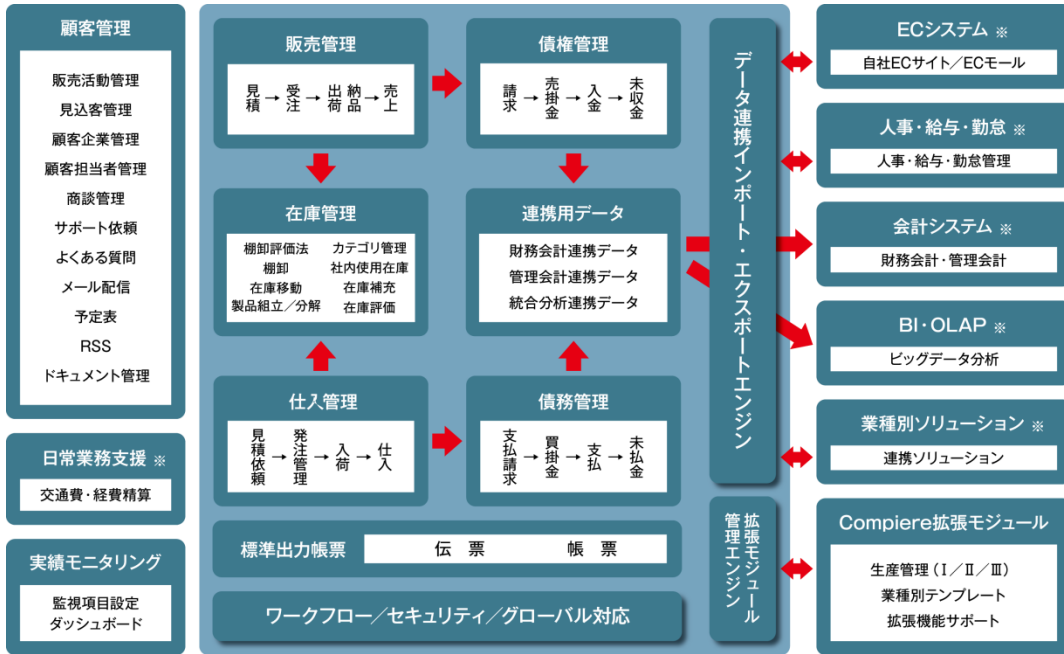 顧客管理
販売活動管理
見込客管理
顧客企業管理
顧客担当者管理
商談管理
サポート依頼
よくある質問
メール配信
予定表
RSS
ドキュメント管理
日常業務支援 ※
交通費・経費精算
実績モニタリング
監視項目設定
ダッシュボード
販売管理
見積
受注
出荷
納品
売上
債権管理
請求
売掛金
入金
未収金
在庫管理
棚卸評価法
棚卸
在庫移動
製品組立／分解
カテゴリ管理
社内使用在庫
在庫補充
在庫評価
連携用データ
財務会計連携データ
管理会計連携データ
統合分析連携データ
仕入管理
見積依頼
発注管理
入荷
仕入
債務管理
支払請求
買掛金
支払
未払金
標準出力帳票
伝 票
帳 票
ワークフロー／セキュリティ／グローバル対応
データ連携インポート・エクスポートエンジン
拡張モジュール
管理エンジン
ECシステム ※
自社ECサイト／ECモール
人事・給与・勤怠 ※
人事・給与・勤怠管理
会計システム ※
財務会計・管理会計
BI・OLAP ※
ビッグデータ分析
業種別ソリューション ※
連携ソリューション
Compiere拡張モジュール
生産管理（Ⅰ／Ⅱ／Ⅲ）
業種別テンプレート
拡張機能サポート